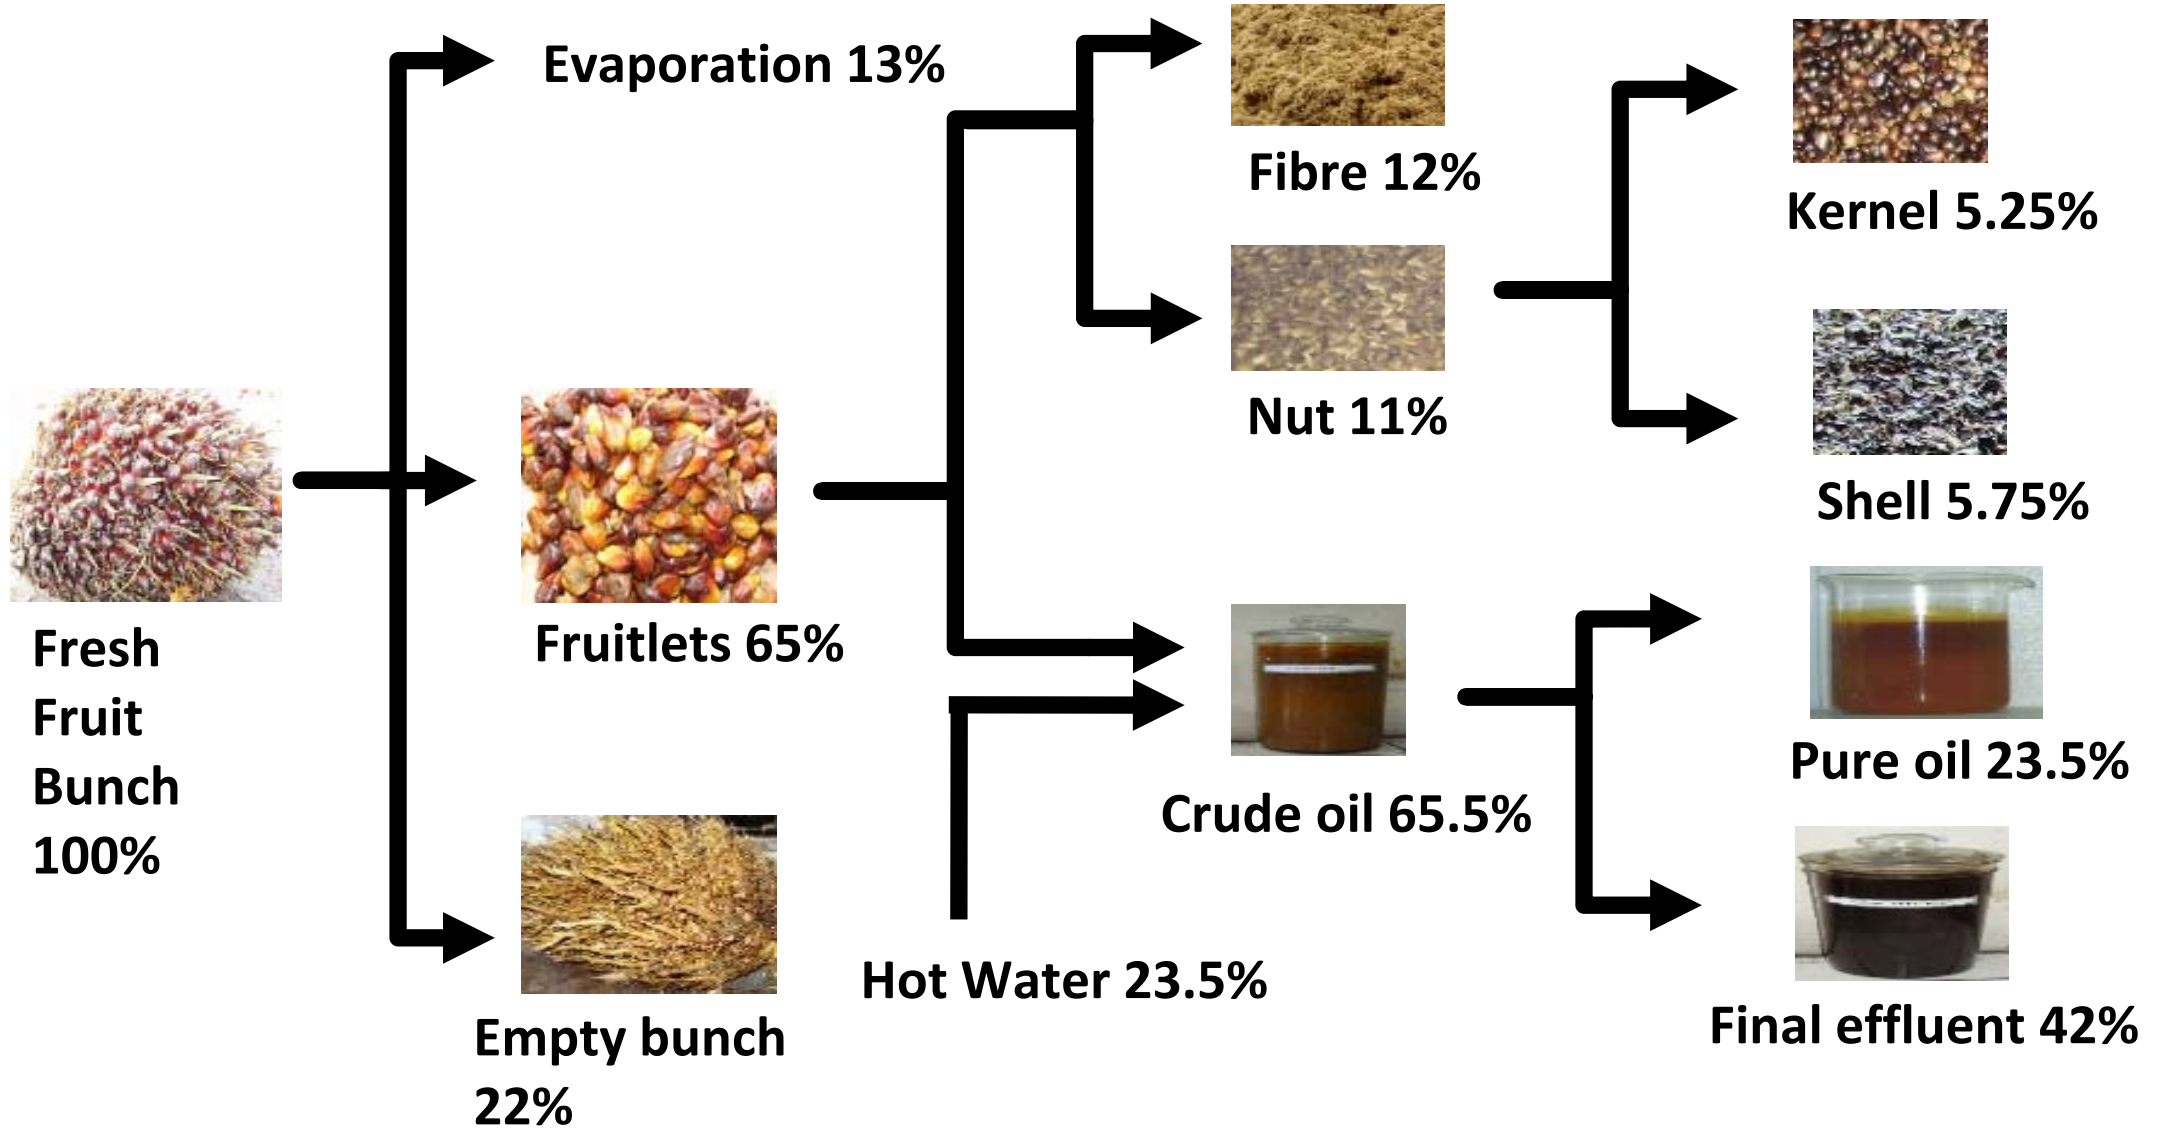 Evaporation 13%
Fibre 12%
Kernel 5.25%
Nut 11%
Shell 5.75%
Fresh
Fruit
Bunch
100%
Fruitlets 65%
Crude oil 65.5%
Pure oil 23.5%
Hot Water 23.5%
Empty bunch
22%
Final effluent 42%